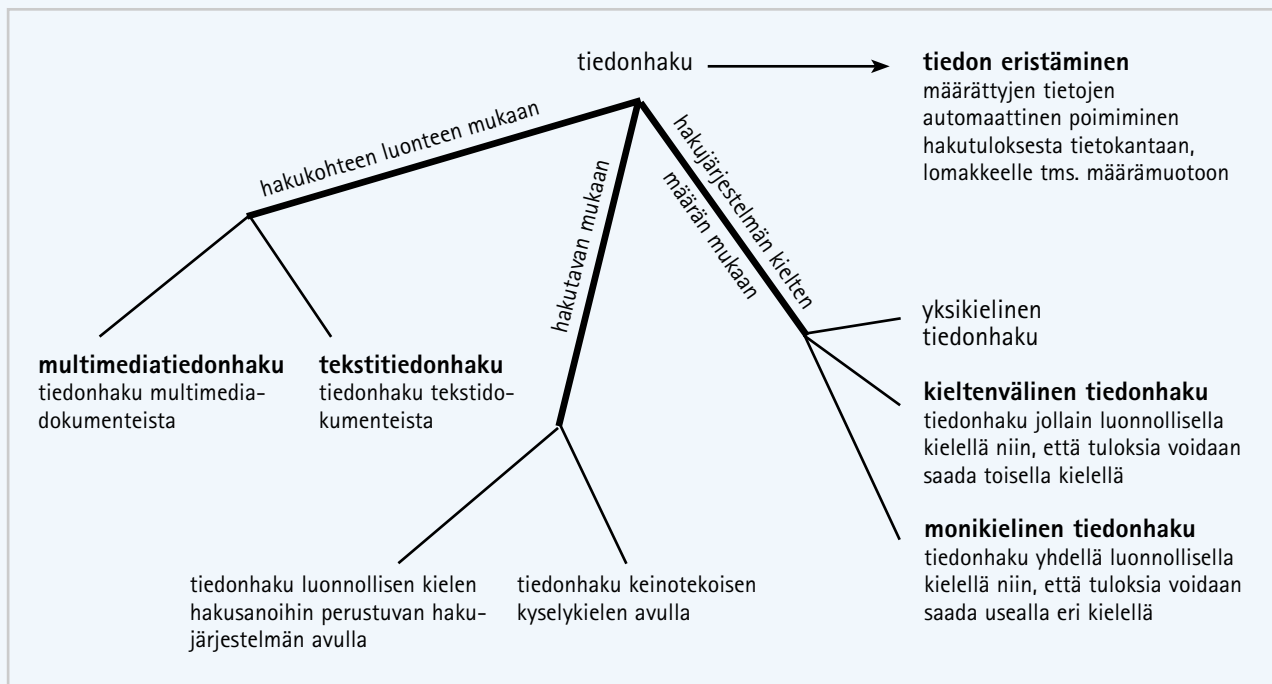 tiedonhaku
tiedon eristäminen
määrättyjen tietojen
automaattinen poimiminen
hakutuloksesta tietokantaan,
lomakkeelle tms. määrämuotoon
hakukohteen luonteen mukaan
hakutavan mukaan
hakujärjestelmän kielten
määrän mukaan
multimediatiedonhaku
tiedonhaku multimedia-
dokumenteista
tekstitiedonhaku
tiedonhaku tekstido-
kumenteista
yksikielinen
tiedonhaku
kieltenvälinen tiedonhaku
tiedonhaku jollain luonnollisella
kielellä niin, että tuloksia voidaan
saada toisella kielellä
monikielinen tiedonhaku
tiedonhaku yhdellä luonnollisella
kielellä niin, että tuloksia voidaan
saada usealla eri kielellä
tiedonhaku luonnollisen kielen
hakusanoihin perustuvan haku-
järjestelmän avulla
tiedonhaku keinotekoisen
kyselykielen avulla